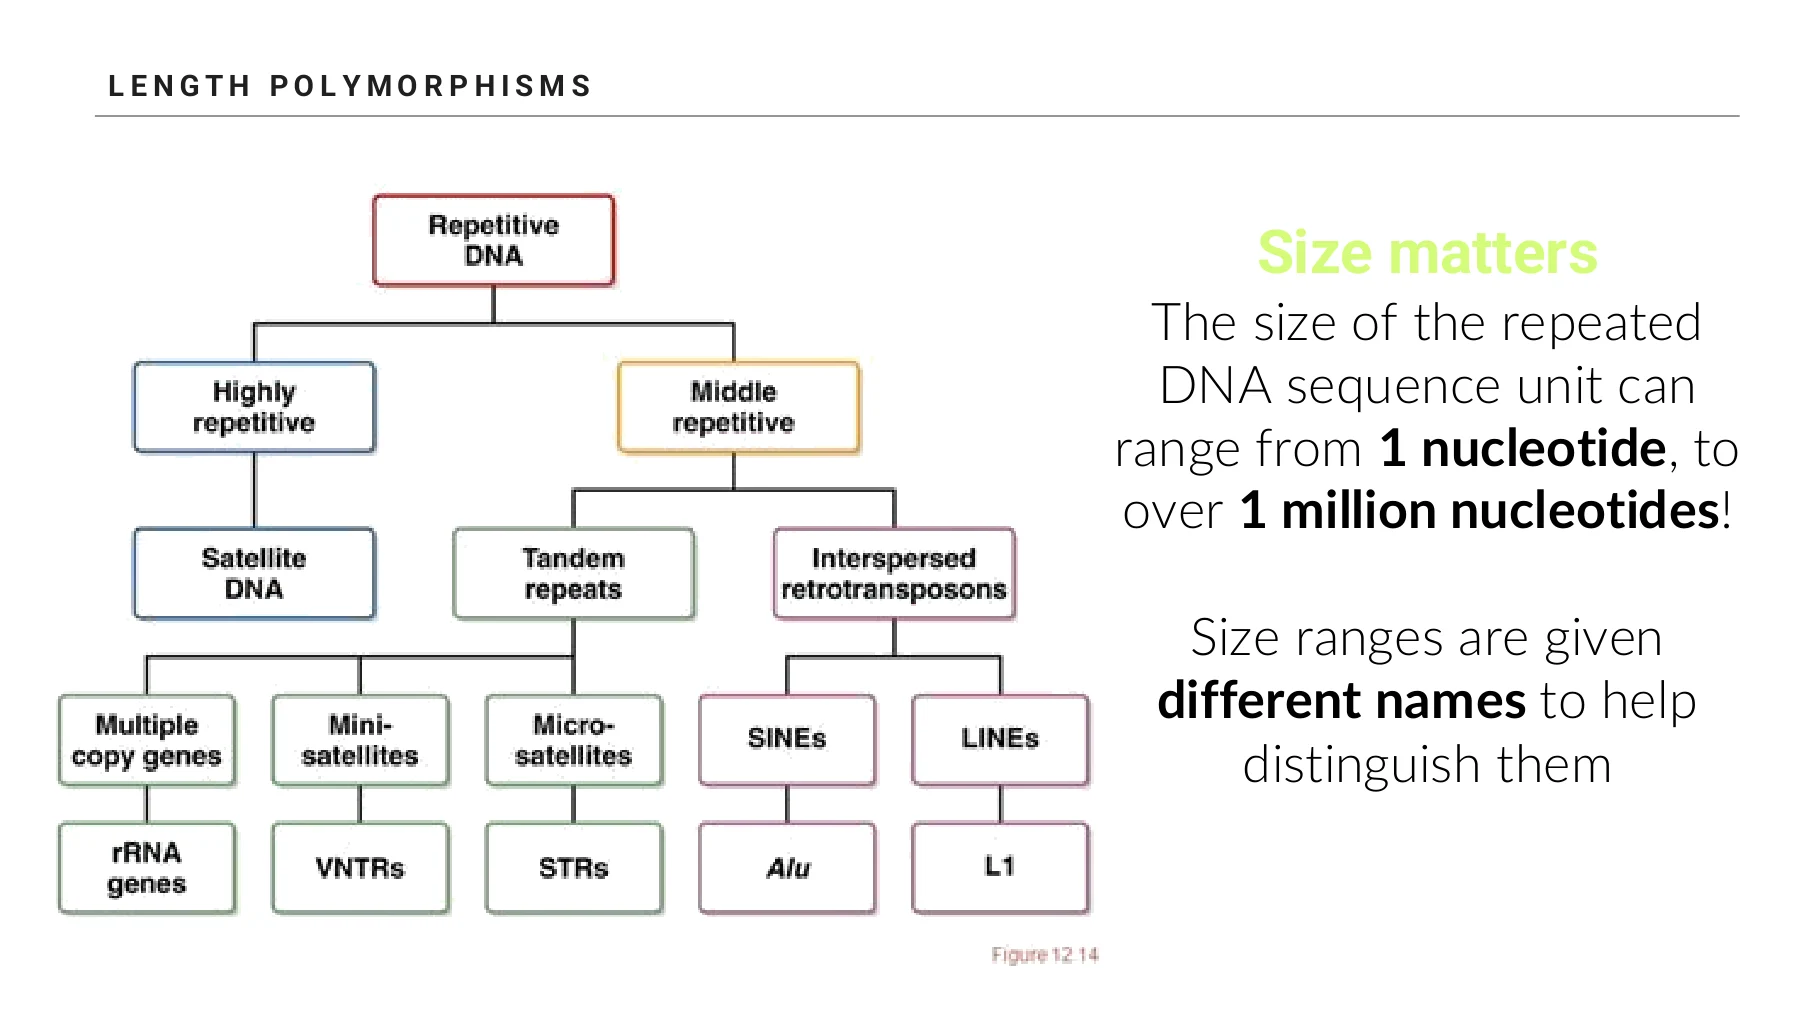 LENGTH POLYMORPHISMS
Repetitive
DNA
Highly
repetitive
Middle
repetitive
Satellite
DNA
Tandem
repeats
Interspersed
retrotransposons
Multiple
copy genes
Mini-
satellites
Micro-
satellites
SINEs
LINEs
rRNA
genes
VNTRs
STRs
Alu
L1
Figure 12.14
Size matters
The size of the repeated
DNA sequence unit can
range from 1 nucleotide, to
over 1 million nucleotides!
Size ranges are given
different names to help
distinguish them